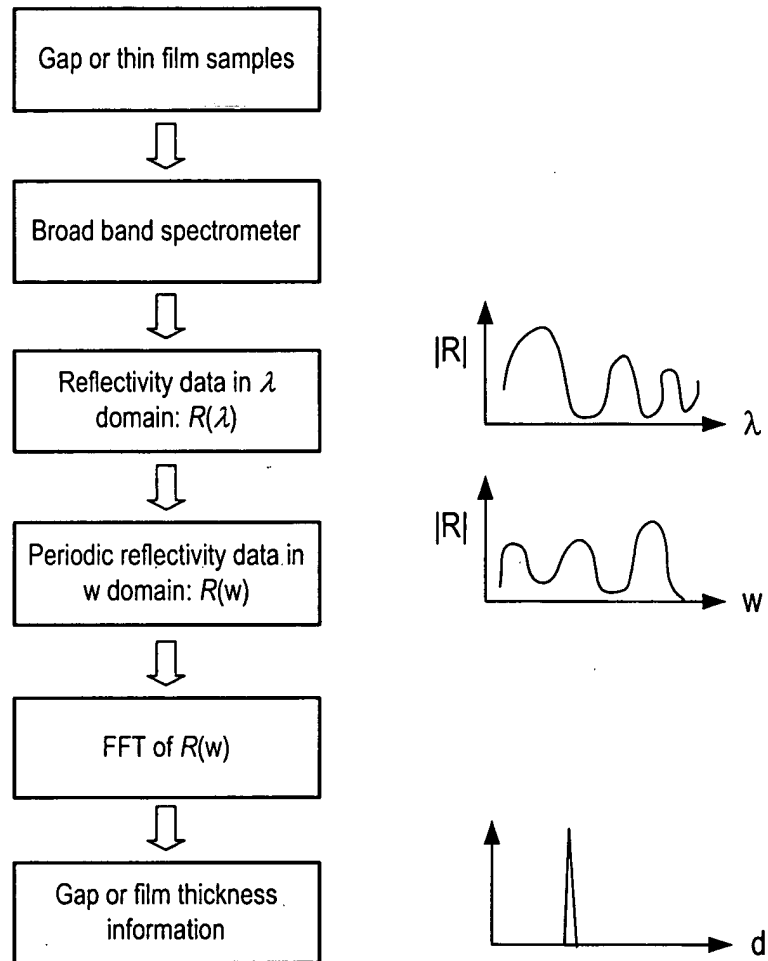 Gap or thin film samples
Broad band spectrometer
Reflectivity data in λ
domain: R(λ)
|R|
λ
Periodic reflectivity data in
w domain: R(w)
|R|
w
FFT of R(w)
Gap or film thickness
information
d